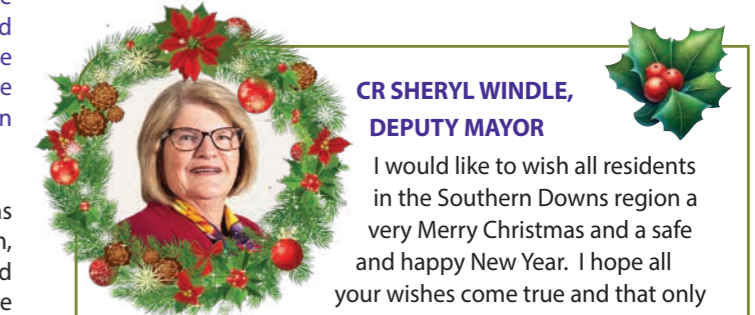 CR SHERYL WINDLE,
DEPUTY MAYOR
I would like to wish all residents
in the Southern Downs region a
very Merry Christmas and a safe
and happy New Year.  I hope all
your wishes come true and that only